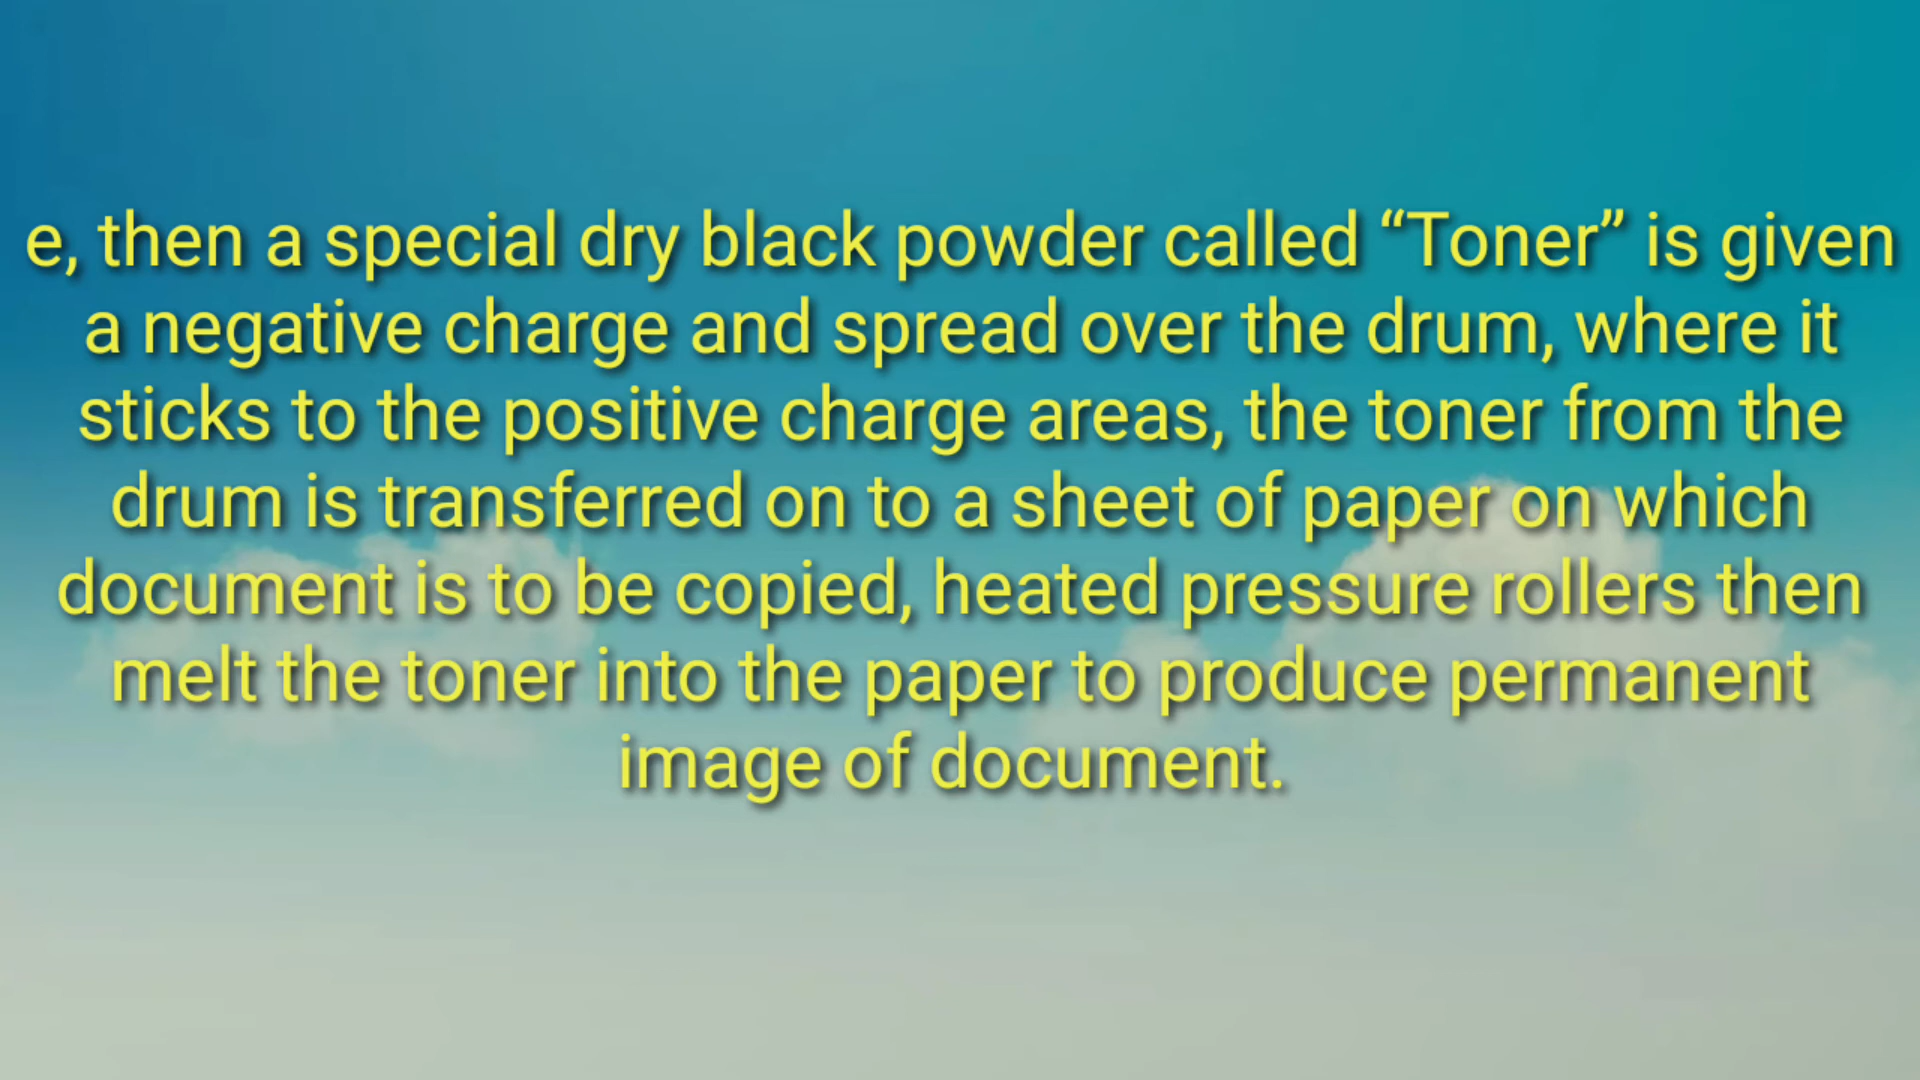 e, then a special dry black powder called “Toner” is given
a negative charge and spread over the drum, where it
sticks to the positive charge areas, the toner from the
drum is transferred on to a sheet of paper on which
document is to be copied, heated pressure rollers then
melt the toner into the paper to produce permanent
image of document.